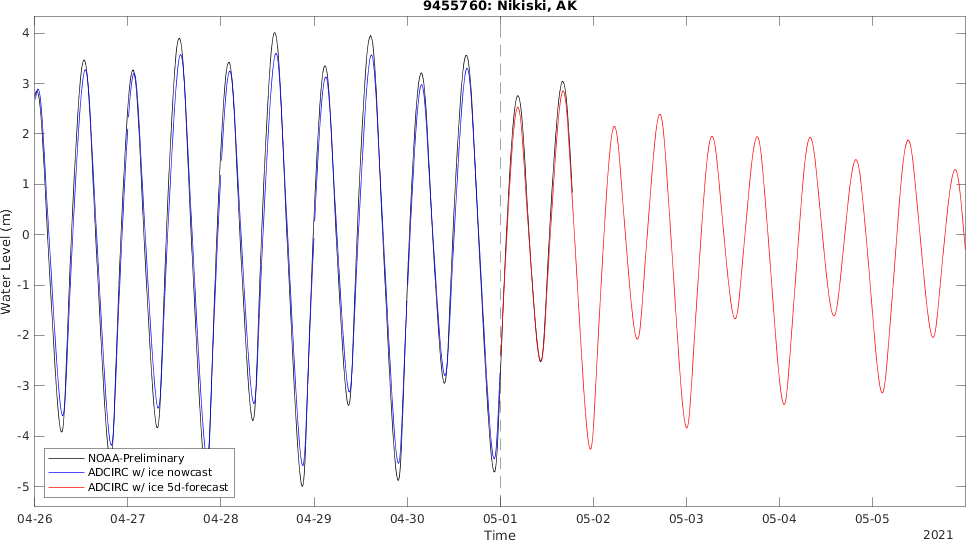 9455760: Nikiski, AK
Water Level (m)
4
3
2
1
0
-1
-2
-3
-4
-5
NOAA-Preliminary
ADCIRC w/ ice nowcast
ADCIRC w/ ice 5d-forecast
04-26 04-27 04-28 04-29 04-30 05-01 05-02 05-03 05-04 05-05
Time
2021